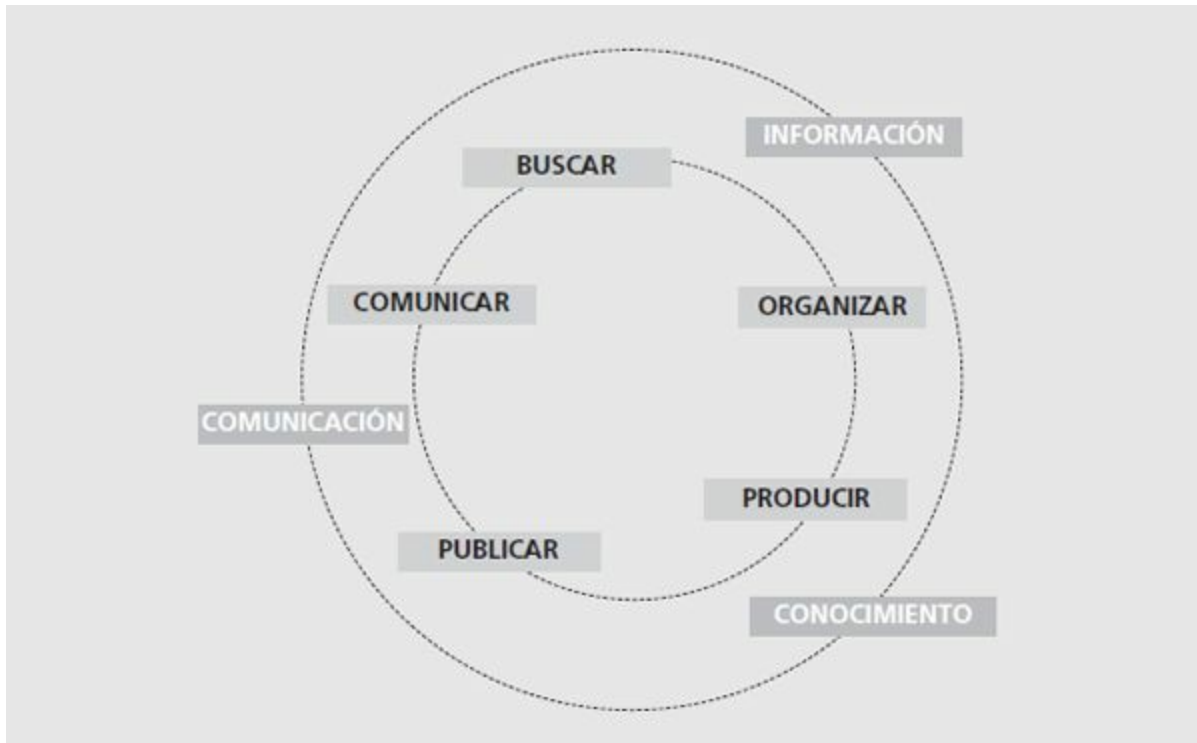 INFORMACIÓN
BUSCAR
COMUNICAR
ORGANIZAR
COMUNICACIÓN
PRODUCIR
PUBLICAR
CONOCIMIENTO